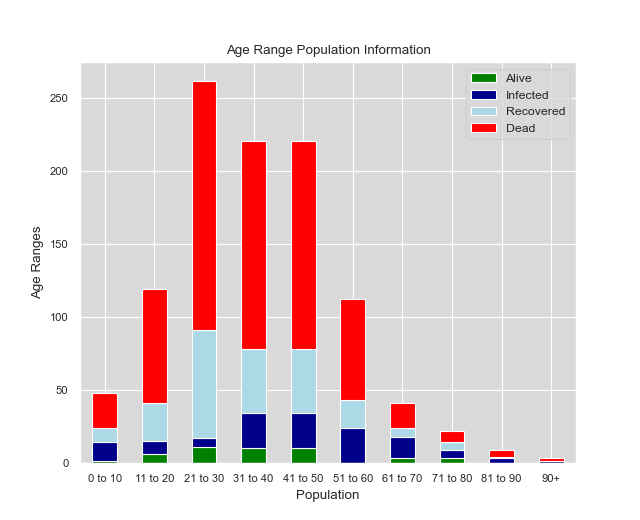 Age Range Population Information
Alive
Infected
Recovered
Dead
250
200
150
100
50
0
Age Ranges
0 to 10 11 to 20 21 to 30 31 to 40 41 to 50 51 to 60 61 to 70 71 to 80 81 to 90 90+
Population